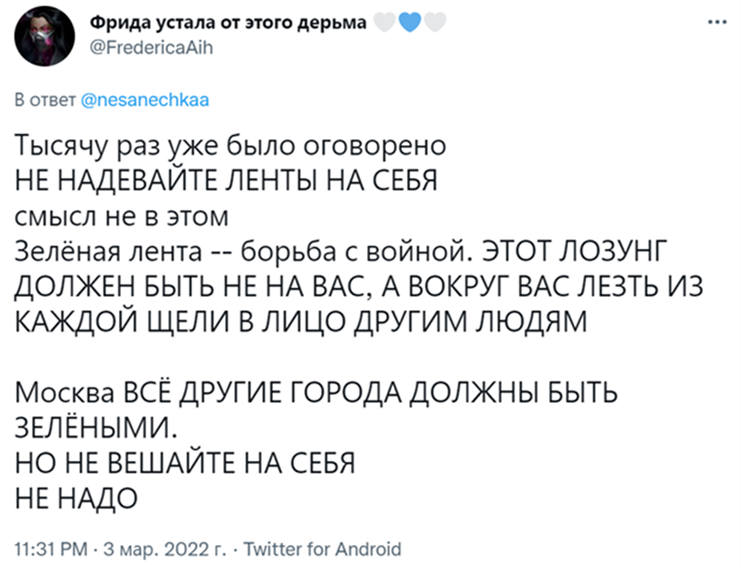 Фрида устала от этого дерьма 🤍💙🤍
@FredericaAih
В ответ @nesanechkaa
Тысячу раз уже было оговорено
НЕ НАДЕВАЙТЕ ЛЕНТЫ НА СЕБЯ
смысл не в этом
Зелёная лента -- борьба с войной. ЭТОТ ЛОЗУНГ
ДОЛЖЕН БЫТЬ НЕ НА ВАС, А ВОКРУГ ВАС ЛЕЗТЬ ИЗ
КАЖДОЙ ЩЕЛИ В ЛИЦО ДРУГИМ ЛЮДЯМ
Москва ВСЁ ДРУГИЕ ГОРОДА ДОЛЖНЫ БЫТЬ
ЗЕЛЁНЫМИ.
НО НЕ ВЕШАЙТЕ НА СЕБЯ
НЕ НАДО
11:31 PM · 3 мар. 2022 г. · Twitter for Android